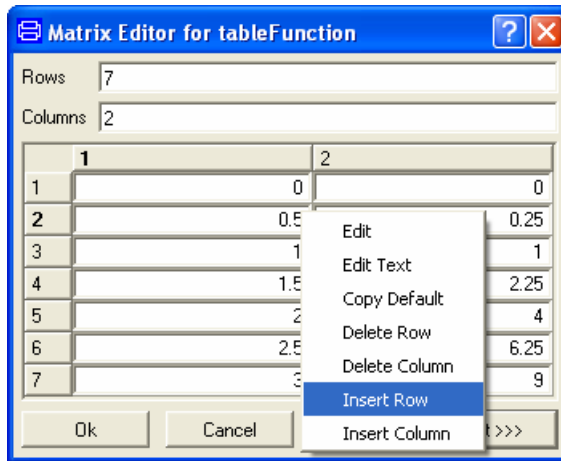 Matrix Editor for tableFunction
Rows 7
Columns 2
1 2
1 0 0
2 0.5 0.25
3 1 1
4 1.5 2.25
5 2 4
6 2.5 6.25
7 3 9
Edit
Edit Text
Copy Default
Delete Row
Delete Column
Insert Row
Insert Column
Ok Cancel >>>